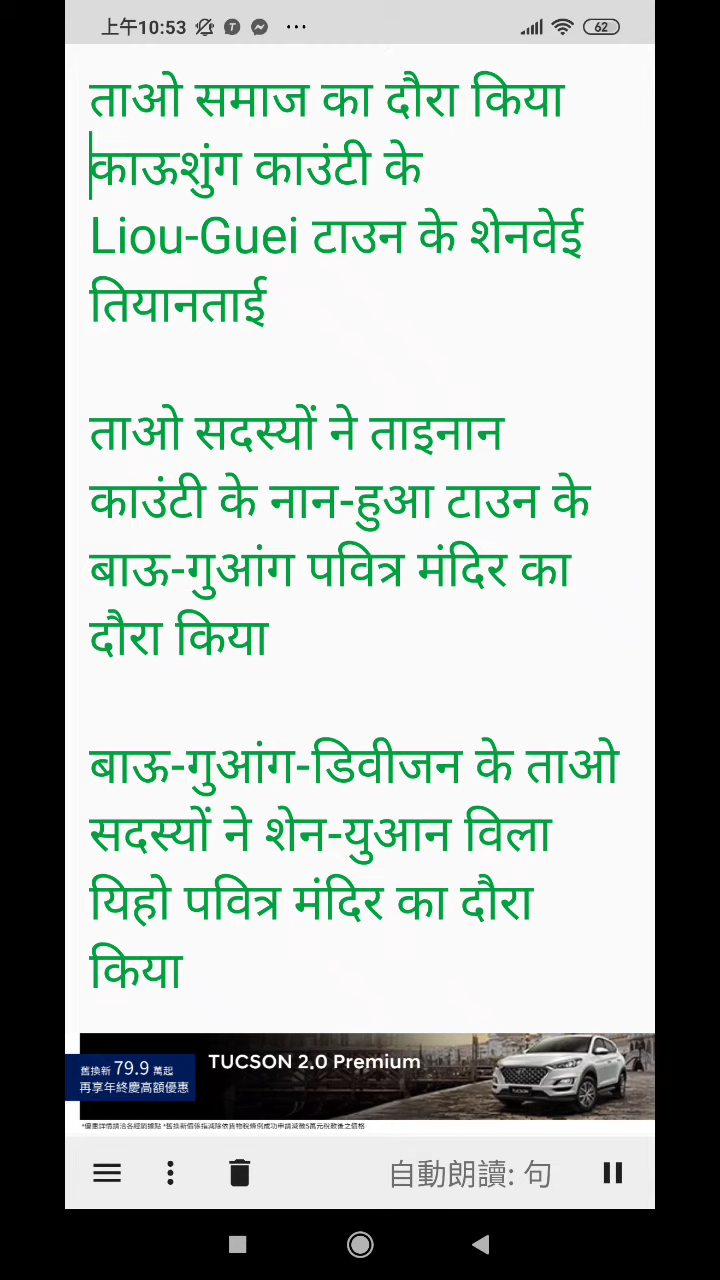 上午10:53
62
ताओ समाज का दौरा किया
काऊशुंग काउंटी के
Liou-Guei टाउन के शेनवेई
तियानताई
ताओ सदस्यों ने ताइनान
काउंटी के नान-हुआ टाउन के
बाऊ-गुआंग पवित्र मंदिर का
दौरा किया
बाऊ-गुआंग-डिवीजन के ताओ
सदस्यों ने शेन-युआन विला
यिहो पवित्र मंदिर का दौरा
किया
TUCSON 2.0 Premium
舊換新 79.9 萬起
再享年終慶高額優惠
自動朗讀: 句